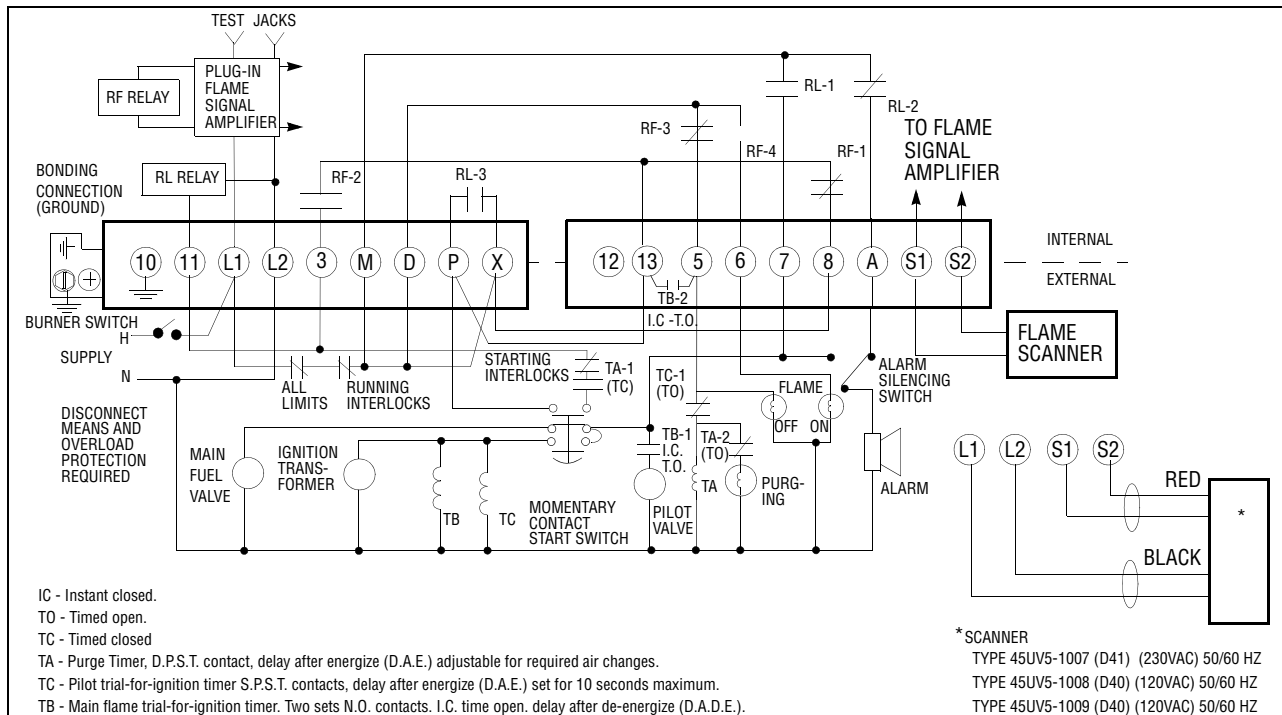 TEST JACKS
PLUG-IN
FLAME
SIGNAL
AMPLIFIER
RF RELAY
RL-1
RL-2
RF-3
TO FLAME
SIGNAL
AMPLIFIER
RF-4
RF-1
BONDING
CONNECTION
(GROUND)
RL RELAY
RF-2
RL-3
10 11 L1 L2 3 M D P X
12 13 5 6 7 8 A S1 S2
INTERNAL
EXTERNAL
TB-2
I.C -T.O.
BURNER SWITCH
H
SUPPLY
N
ALL
LIMITS
RUNNING
INTERLOCKS
STARTING
INTERLOCKS
TA-1
(TC)
TC-1
(TO)
FLAME
OFF ON
ALARM
SILENCING
SWITCH
FLAME
SCANNER
DISCONNECT
MEANS AND
OVERLOAD
PROTECTION
REQUIRED
MAIN
FUEL
VALVE
IGNITION
TRANS-
FORMER
TB
TC
MOMENTARY
CONTACT
START SWITCH
TB-1
I.C.
T.O.
PILOT
VALVE
TA-2
(TO)
TA
PURG-
ING
ALARM
L1 L2 S1 S2
RED
*
BLACK
IC - Instant closed.
TO - Timed open.
TC - Timed closed
TA - Purge Timer, D.P.S.T. contact, delay after energize (D.A.E.) adjustable for required air changes.
TC - Pilot trial-for-ignition timer S.P.S.T. contacts, delay after energize (D.A.E.) set for 10 seconds maximum.
TB - Main flame trial-for-ignition timer. Two sets N.O. contacts. I.C. time open. delay after de-energize (D.A.D.E.).
*SCANNER
TYPE 45UV5-1007 (D41) (230VAC) 50/60 HZ
TYPE 45UV5-1008 (D40) (120VAC) 50/60 HZ
TYPE 45UV5-1009 (D40) (120VAC) 50/60 HZ